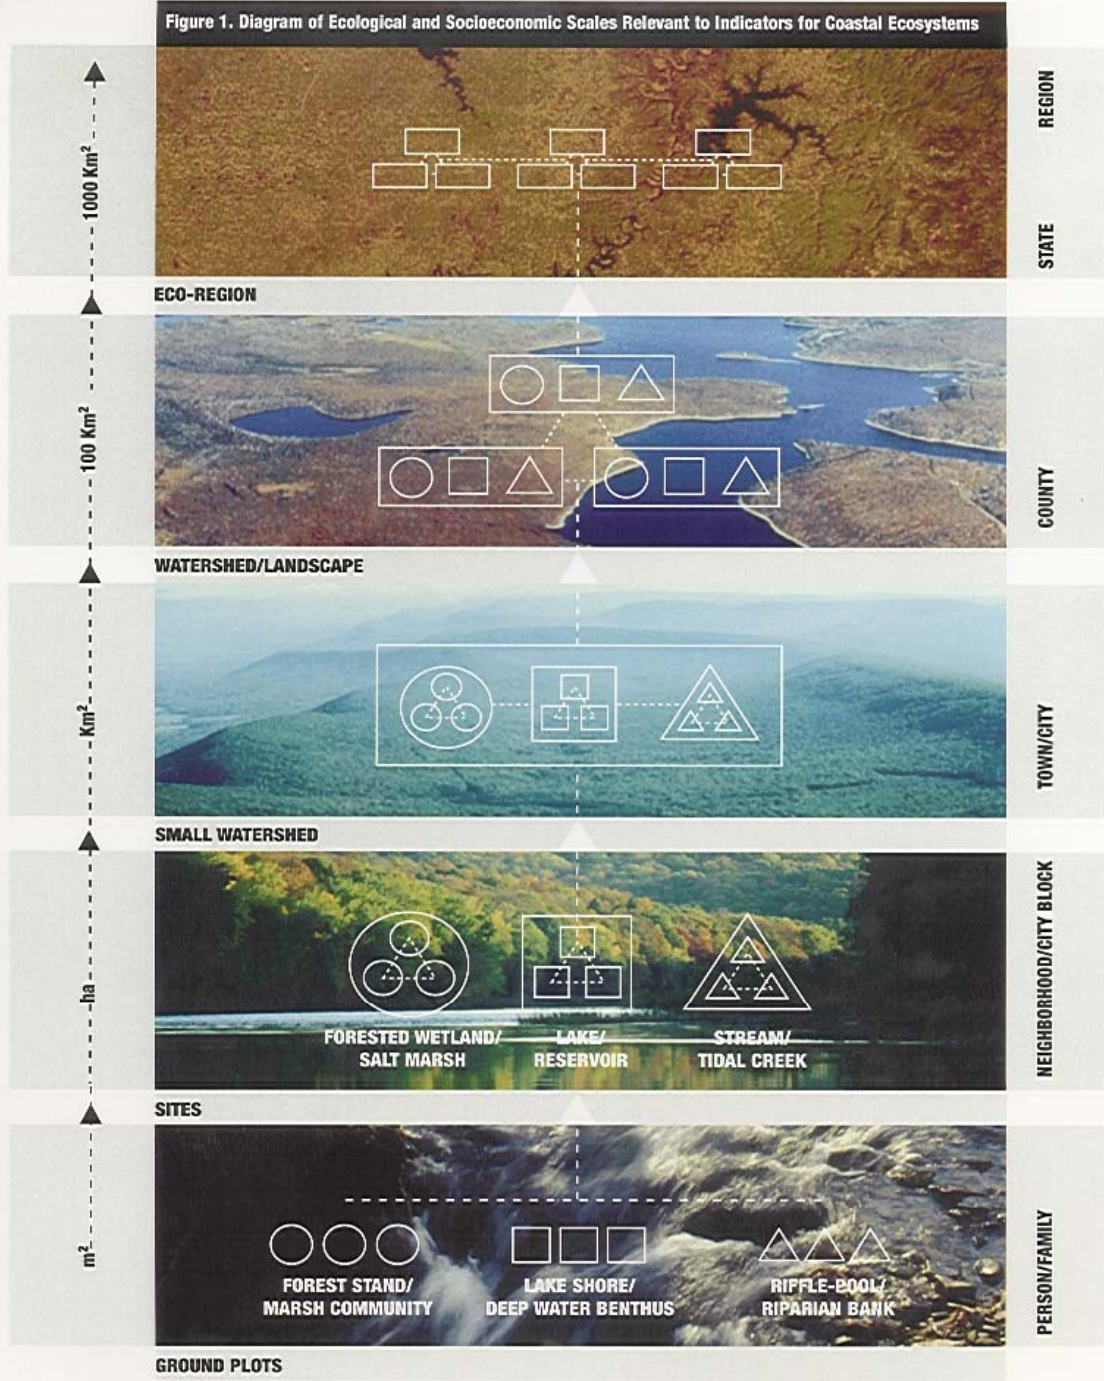 Figure 1. Diagram of Ecological and Socioeconomic Scales Relevant to Indicators for Coastal Ecosystems
1000 Km²
REGION
STATE
ECO-REGION
100 Km²
COUNTY
WATERSHED/LANDSCAPE
Km²
TOWN/CITY
SMALL WATERSHED
ha
NEIGHBORHOOD/CITY BLOCK
FORESTED WETLAND/
SALT MARSH
LAKE/
RESERVOIR
STREAM/
TIDAL CREEK
SITES
m²
PERSON/FAMILY
FOREST STAND/
MARSH COMMUNITY
LAKE SHORE/
DEEP WATER BENTHUS
RIFFLE-POOL/
RIPARIAN BANK
GROUND PLOTS